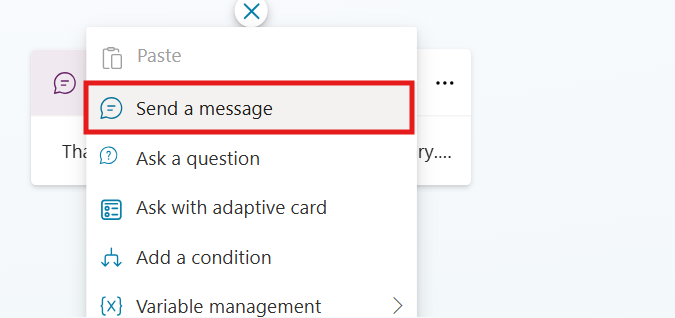 Paste
Send a message
Tha
Ask a question
ry....
Ask with adaptive card
Add a condition
{x} Variable management